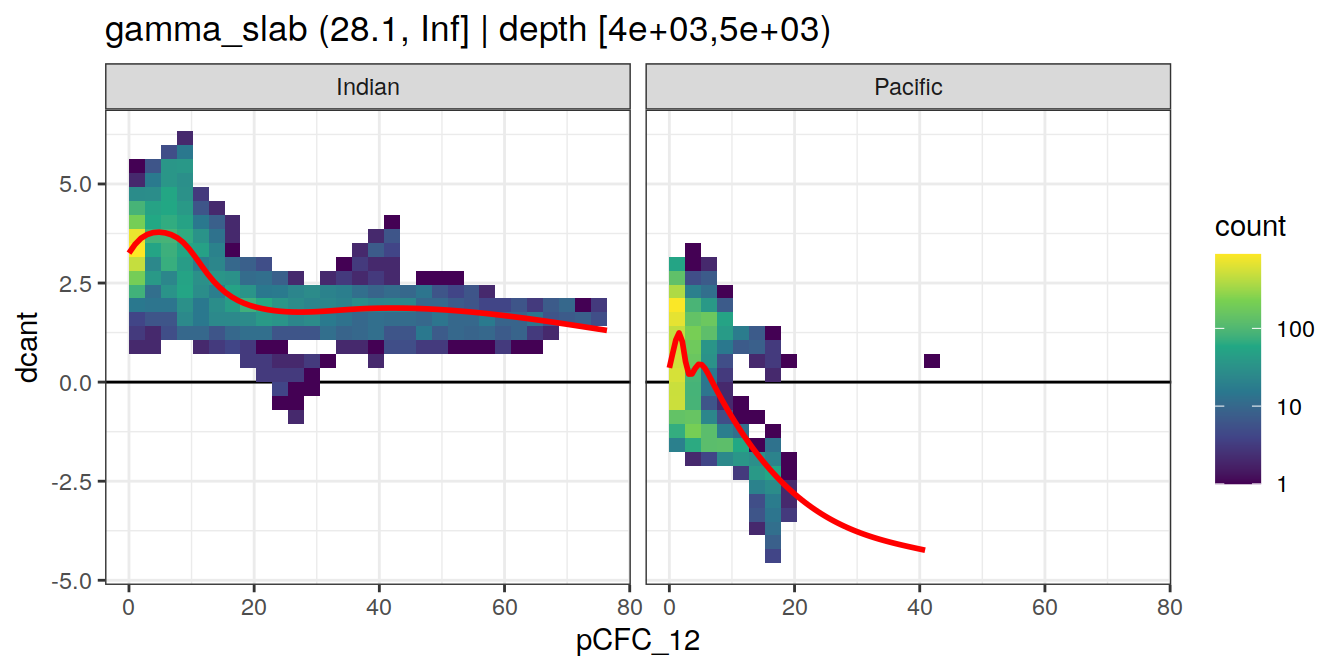 gamma_slab (28.1, Inf] | depth [4e+03,5e+03)
Indian
Pacific
5.0
2.5
0.0
-2.5
-5.0
dcant
0 20 40 60 80
0 20 40 60 80
pCFC_12
count
100
10
1